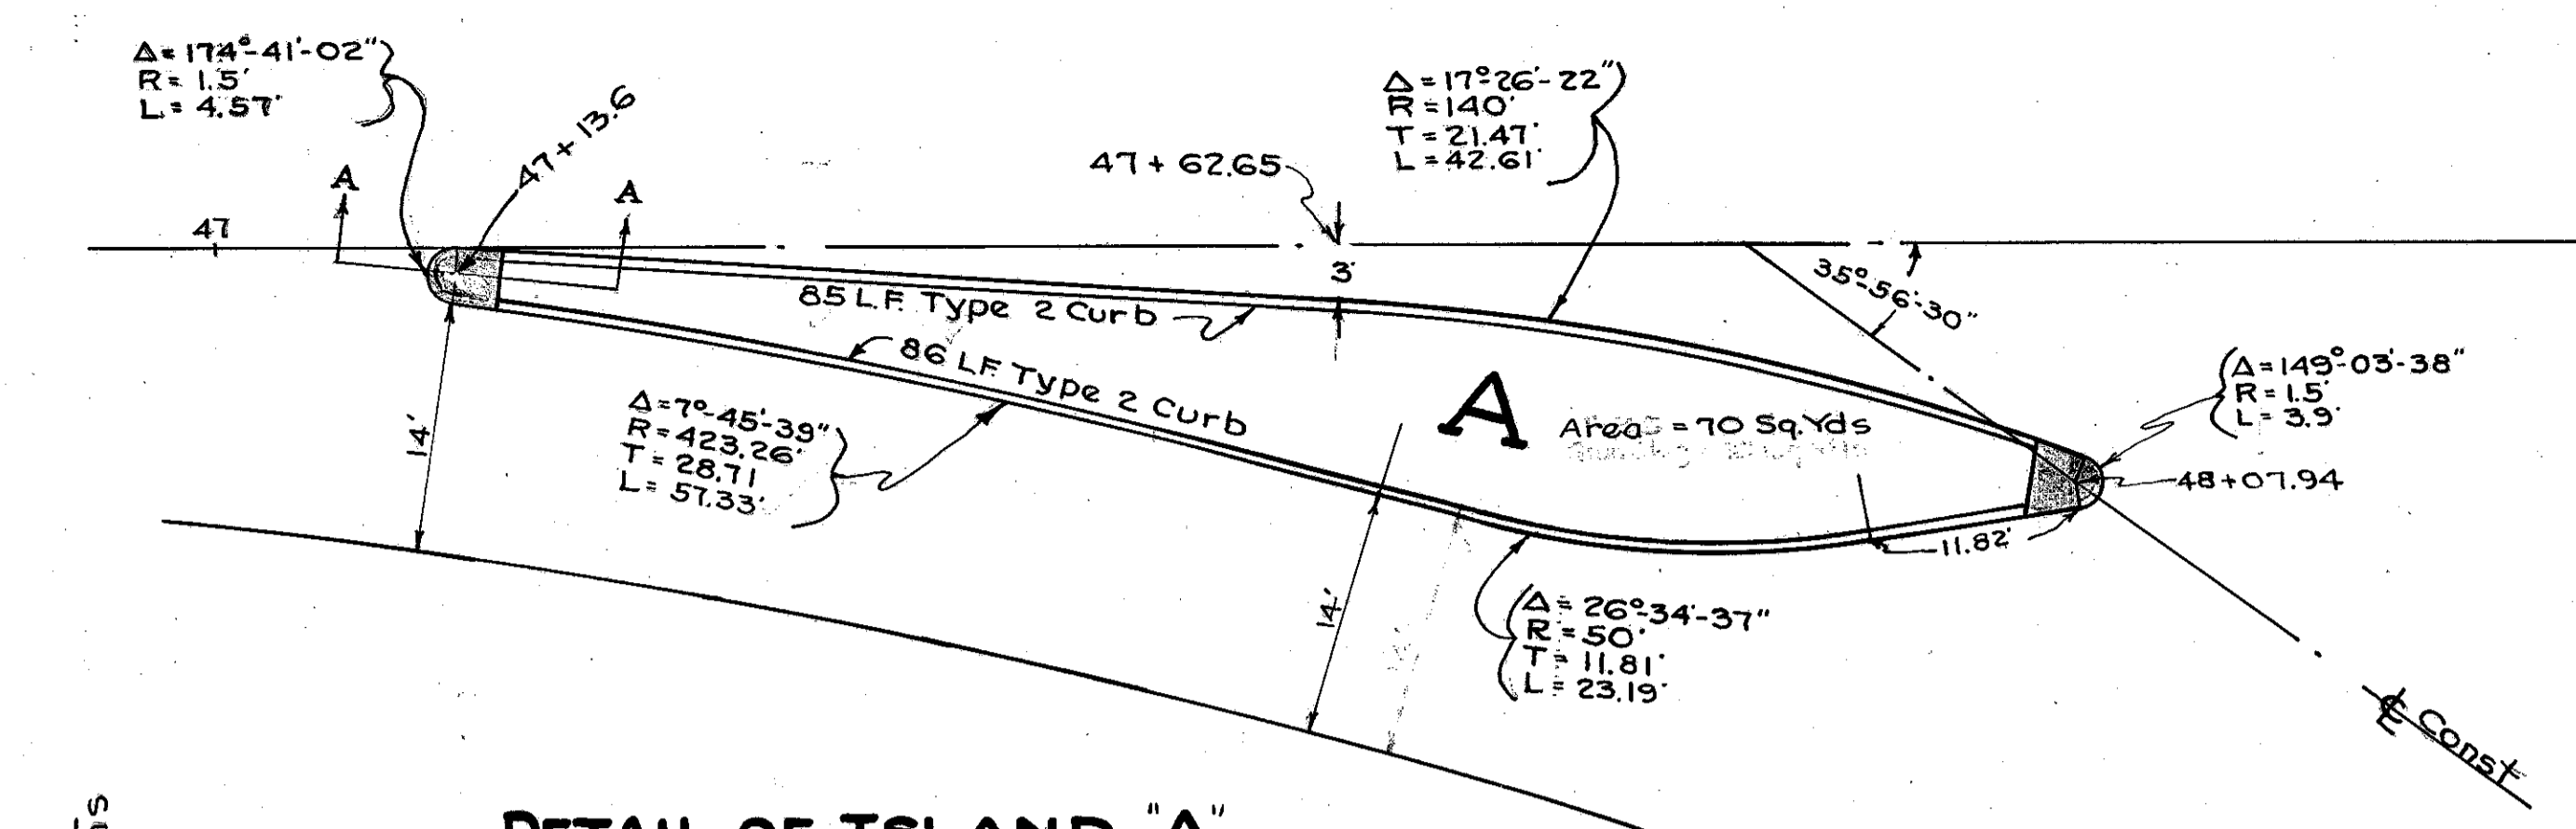 Δ=174°-41'-02"
R= 1.5'
L= 4.57'
47+13.6
A
A
47
47 + 62.65
Δ=17°-26'-22"
R=140'
T=21.47'
L=42.61'
3'
35°-56'-30"
85 L.F. Type 2 Curb
86 L.F. Type 2 Curb
14'
Δ=7°-45'-39"
R=423.26'
T=28.71
L=57.33'
A
Area = 70 Sq.Yds
Δ=149°-03'-38"
R=1.5'
L=3.9'
48+07.94
11.82'
14'
Δ= 26°-34'-37"
R=50'
T=11.81'
L=23.19'
℄ Const
DETAIL OF ISLAND "A"